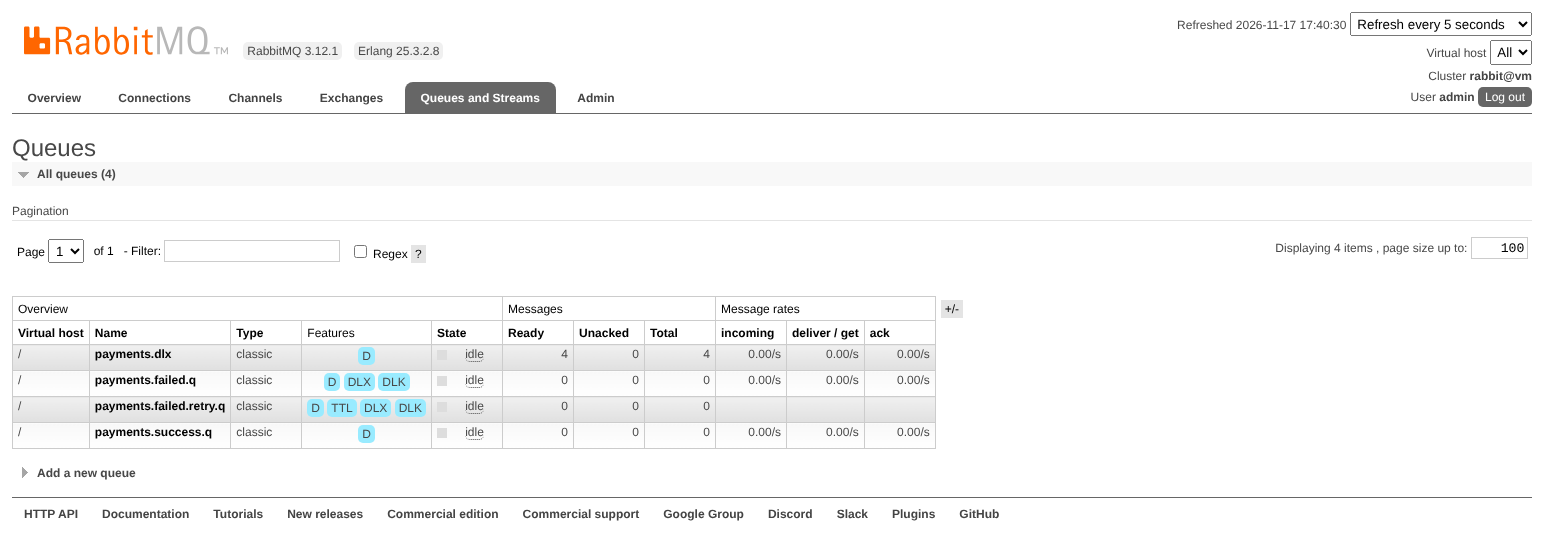 Refreshed 2026-11-17 17:40:30 Refresh every 5 seconds
RabbitMQ TM RabbitMQ 3.12.1 Erlang 25.3.2.8
Virtual host All
Cluster rabbit@vm
User admin Log out
Overview Connections Channels Exchanges Queues and Streams Admin
Queues
All queues (4)
Pagination
Page 1 of 1 - Filter: Regex ? Displaying 4 items , page size up to: 100
Overview Messages Message rates +/-
Virtual host Name Type Features State Ready Unacked Total incoming deliver / get ack
/ payments.dlx classic D idle 4 0 4 0.00/s 0.00/s 0.00/s
/ payments.failed.q classic D DLX DLK idle 0 0 0 0.00/s 0.00/s 0.00/s
/ payments.failed.retry.q classic D TTL DLX DLK idle 0 0 0
/ payments.success.q classic D idle 0 0 0 0.00/s 0.00/s 0.00/s
Add a new queue
HTTP API Documentation Tutorials New releases Commercial edition Commercial support Google Group Discord Slack Plugins GitHub